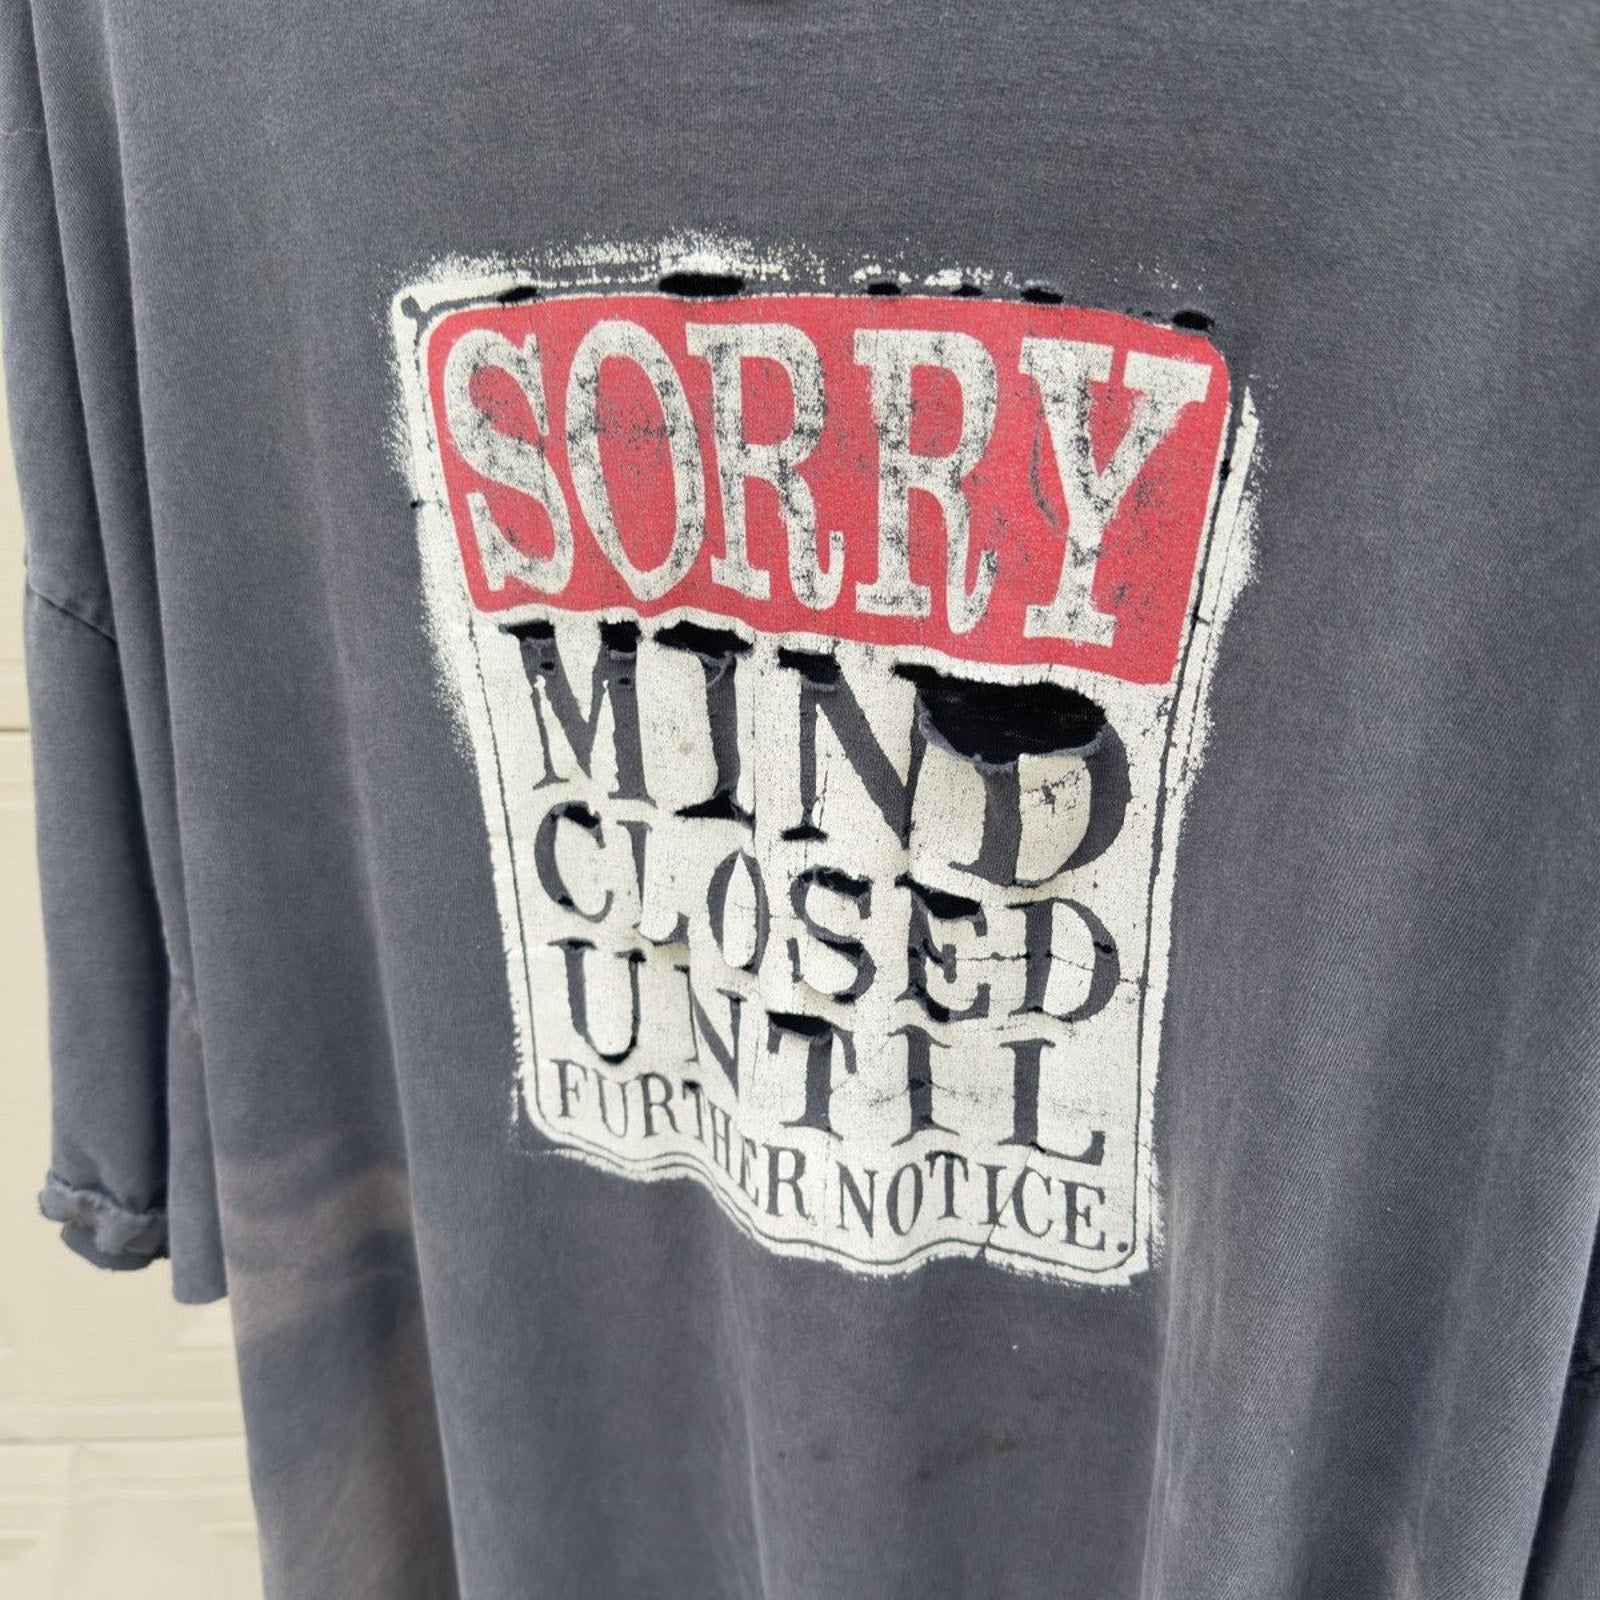 SORRY
MIND
CLOSED
UNTIL
FURTHER NOTICE.